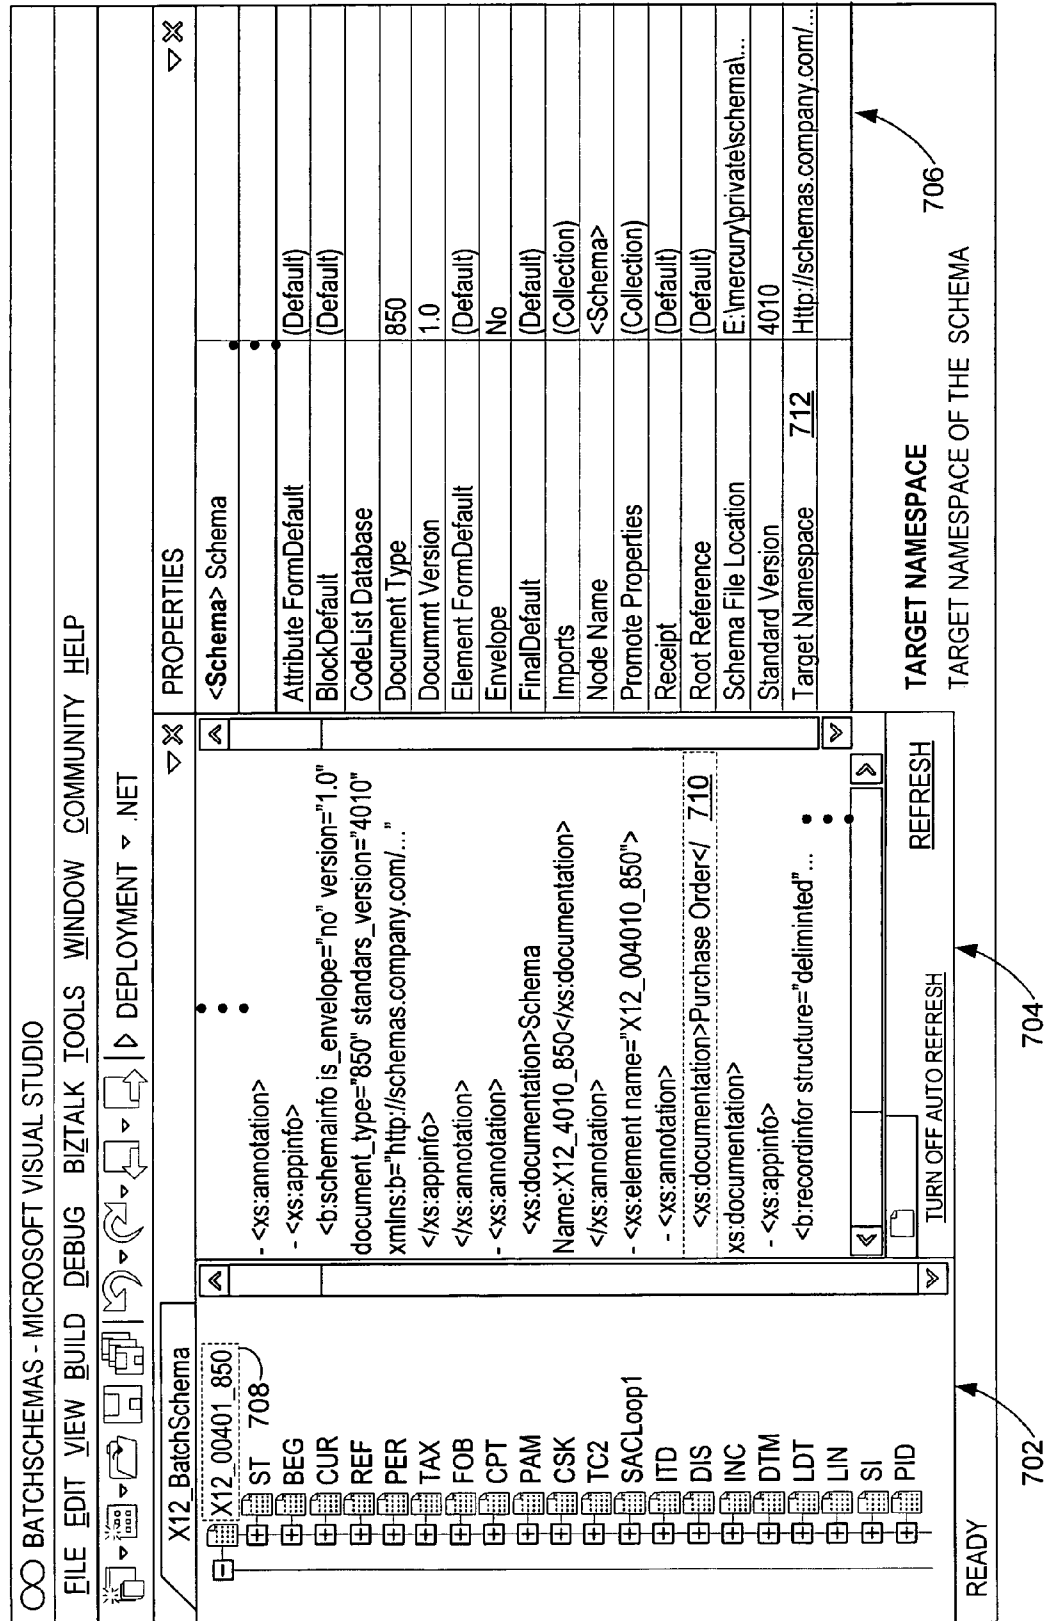 BATCHSCHEMAS - MICROSOFT VISUAL STUDIO
FILE EDIT VIEW BUILD DEBUG BIZTALK TOOLS WINDOW COMMUNITY HELP
DEPLOYMENT .NET
X12_BatchSchema
X12_00401_850
ST
708
BEG
CUR
REF
PER
TAX
FOB
CPT
PAM
CSK
TC2
SACLoop1
ITD
DIS
INC
DTM
LDT
LIN
SI
PID
READY
702
- <xs:annotation>
- <xs:appinfo>
<b:schemainfo is_envelope="no" version="1.0"
document_type="850" standars_version="4010"
xmlns:b="http://schemas.company.com/..."
</xs:appinfo>
</xs:annotation>
- <xs:annotation>
<xs:documentation>Schema
Name:X12_4010_850</xs:documentation>
</xs:annotation>
- <xs:element name="X12_004010_850">
- <xs:annotation>
<xs:documentation>Purchase Order</ 710
xs:documentation>
- <xs:appinfo>
<b:recordinfor structure="deliminted"...
TURN OFF AUTO REFRESH REFRESH
704
PROPERTIES
<Schema> Schema
Attribute FormDefault (Default)
BlockDefault (Default)
CodeList Database
Document Type 850
Documrnt Version 1.0
Element FormDefault (Default)
Envelope No
FinalDefault (Default)
Imports (Collection)
Node Name <Schema>
Promote Properties (Collection)
Receipt (Default)
Root Reference (Default)
Schema File Location E:\mercury\private\schema\...
Standard Version 4010
Target Namespace 712 Http://schemas.company.com/...
TARGET NAMESPACE
TARGET NAMESPACE OF THE SCHEMA
706